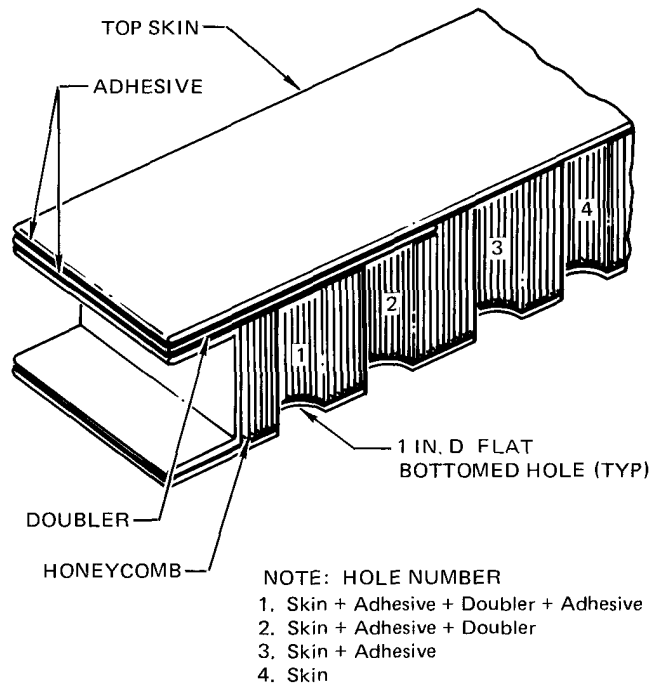 TOP SKIN
ADHESIVE
4
3
2
1
1 IN. D FLAT
BOTTOMED HOLE (TYP)
DOUBLER
HONEYCOMB
NOTE: HOLE NUMBER
1. Skin + Adhesive + Doubler + Adhesive
2. Skin + Adhesive + Doubler
3. Skin + Adhesive
4. Skin